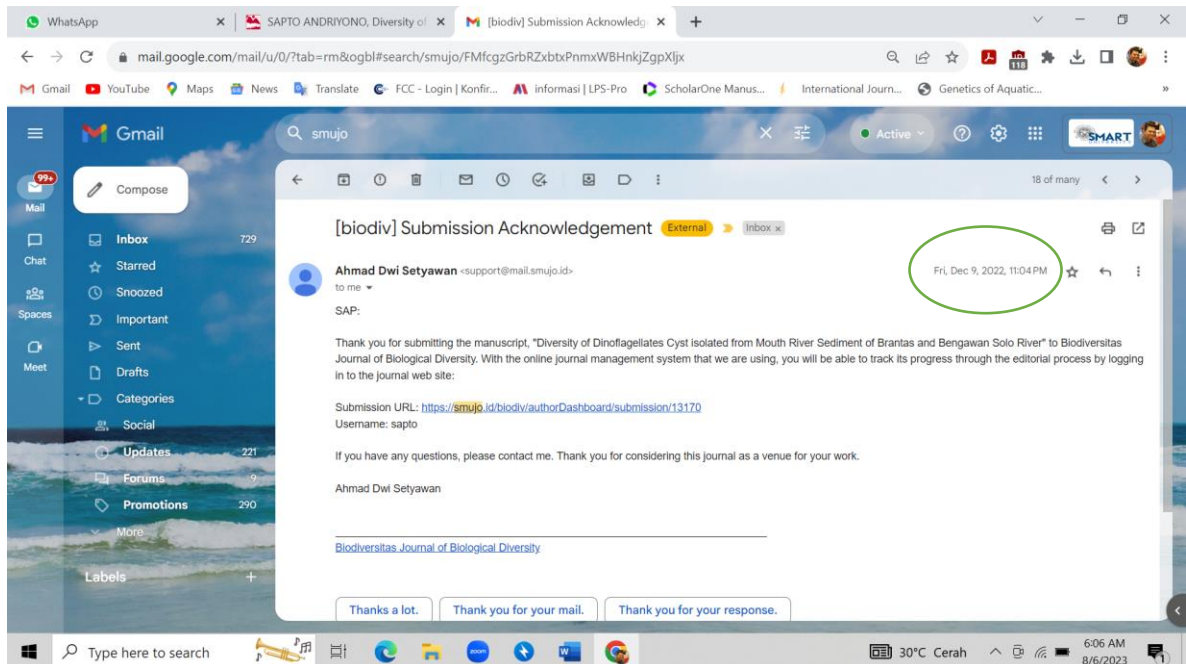 WhatsApp
SAPTO ANDRIYONO, Diversity of
[biodiv] Submission Acknowledg
mail.google.com/mail/u/0/?tab=rm&ogbl#search/smujo/FMfcgzGrbRZxbtxPnmxWBHnkjZgpXljx
118
Gmail
YouTube
Maps
News
Translate
FCC - Login | Konfir...
informasi | LPS-Pro
ScholarOne Manus...
International Journ...
Genetics of Aquatic...
»
Gmail
smujo
Active
SMART
99+
Mail
Chat
Spaces
Meet
Compose
Inbox 729
Starred
Snoozed
Important
Sent
Drafts
Categories
Social
Updates 221
Forums 9
Promotions 290
More
Labels
18 of many
[biodiv] Submission Acknowledgement External Inbox x
Ahmad Dwi Setyawan <support@mail.smujo.id>
Fri, Dec 9, 2022, 11:04 PM
to me
SAP:
Thank you for submitting the manuscript, "Diversity of Dinoflagellates Cyst isolated from Mouth River Sediment of Brantas and Bengawan Solo River" to Biodiversitas
Journal of Biological Diversity. With the online journal management system that we are using, you will be able to track its progress through the editorial process by logging
in to the journal web site:
Submission URL: https://smujo.id/biodiv/authorDashboard/submission/13170
Username: sapto
If you have any questions, please contact me. Thank you for considering this journal as a venue for your work.
Ahmad Dwi Setyawan
Biodiversitas Journal of Biological Diversity
Thanks a lot.
Thank you for your mail.
Thank you for your response.
Type here to search
zoom
30°C Cerah
6:06 AM
8/6/2023